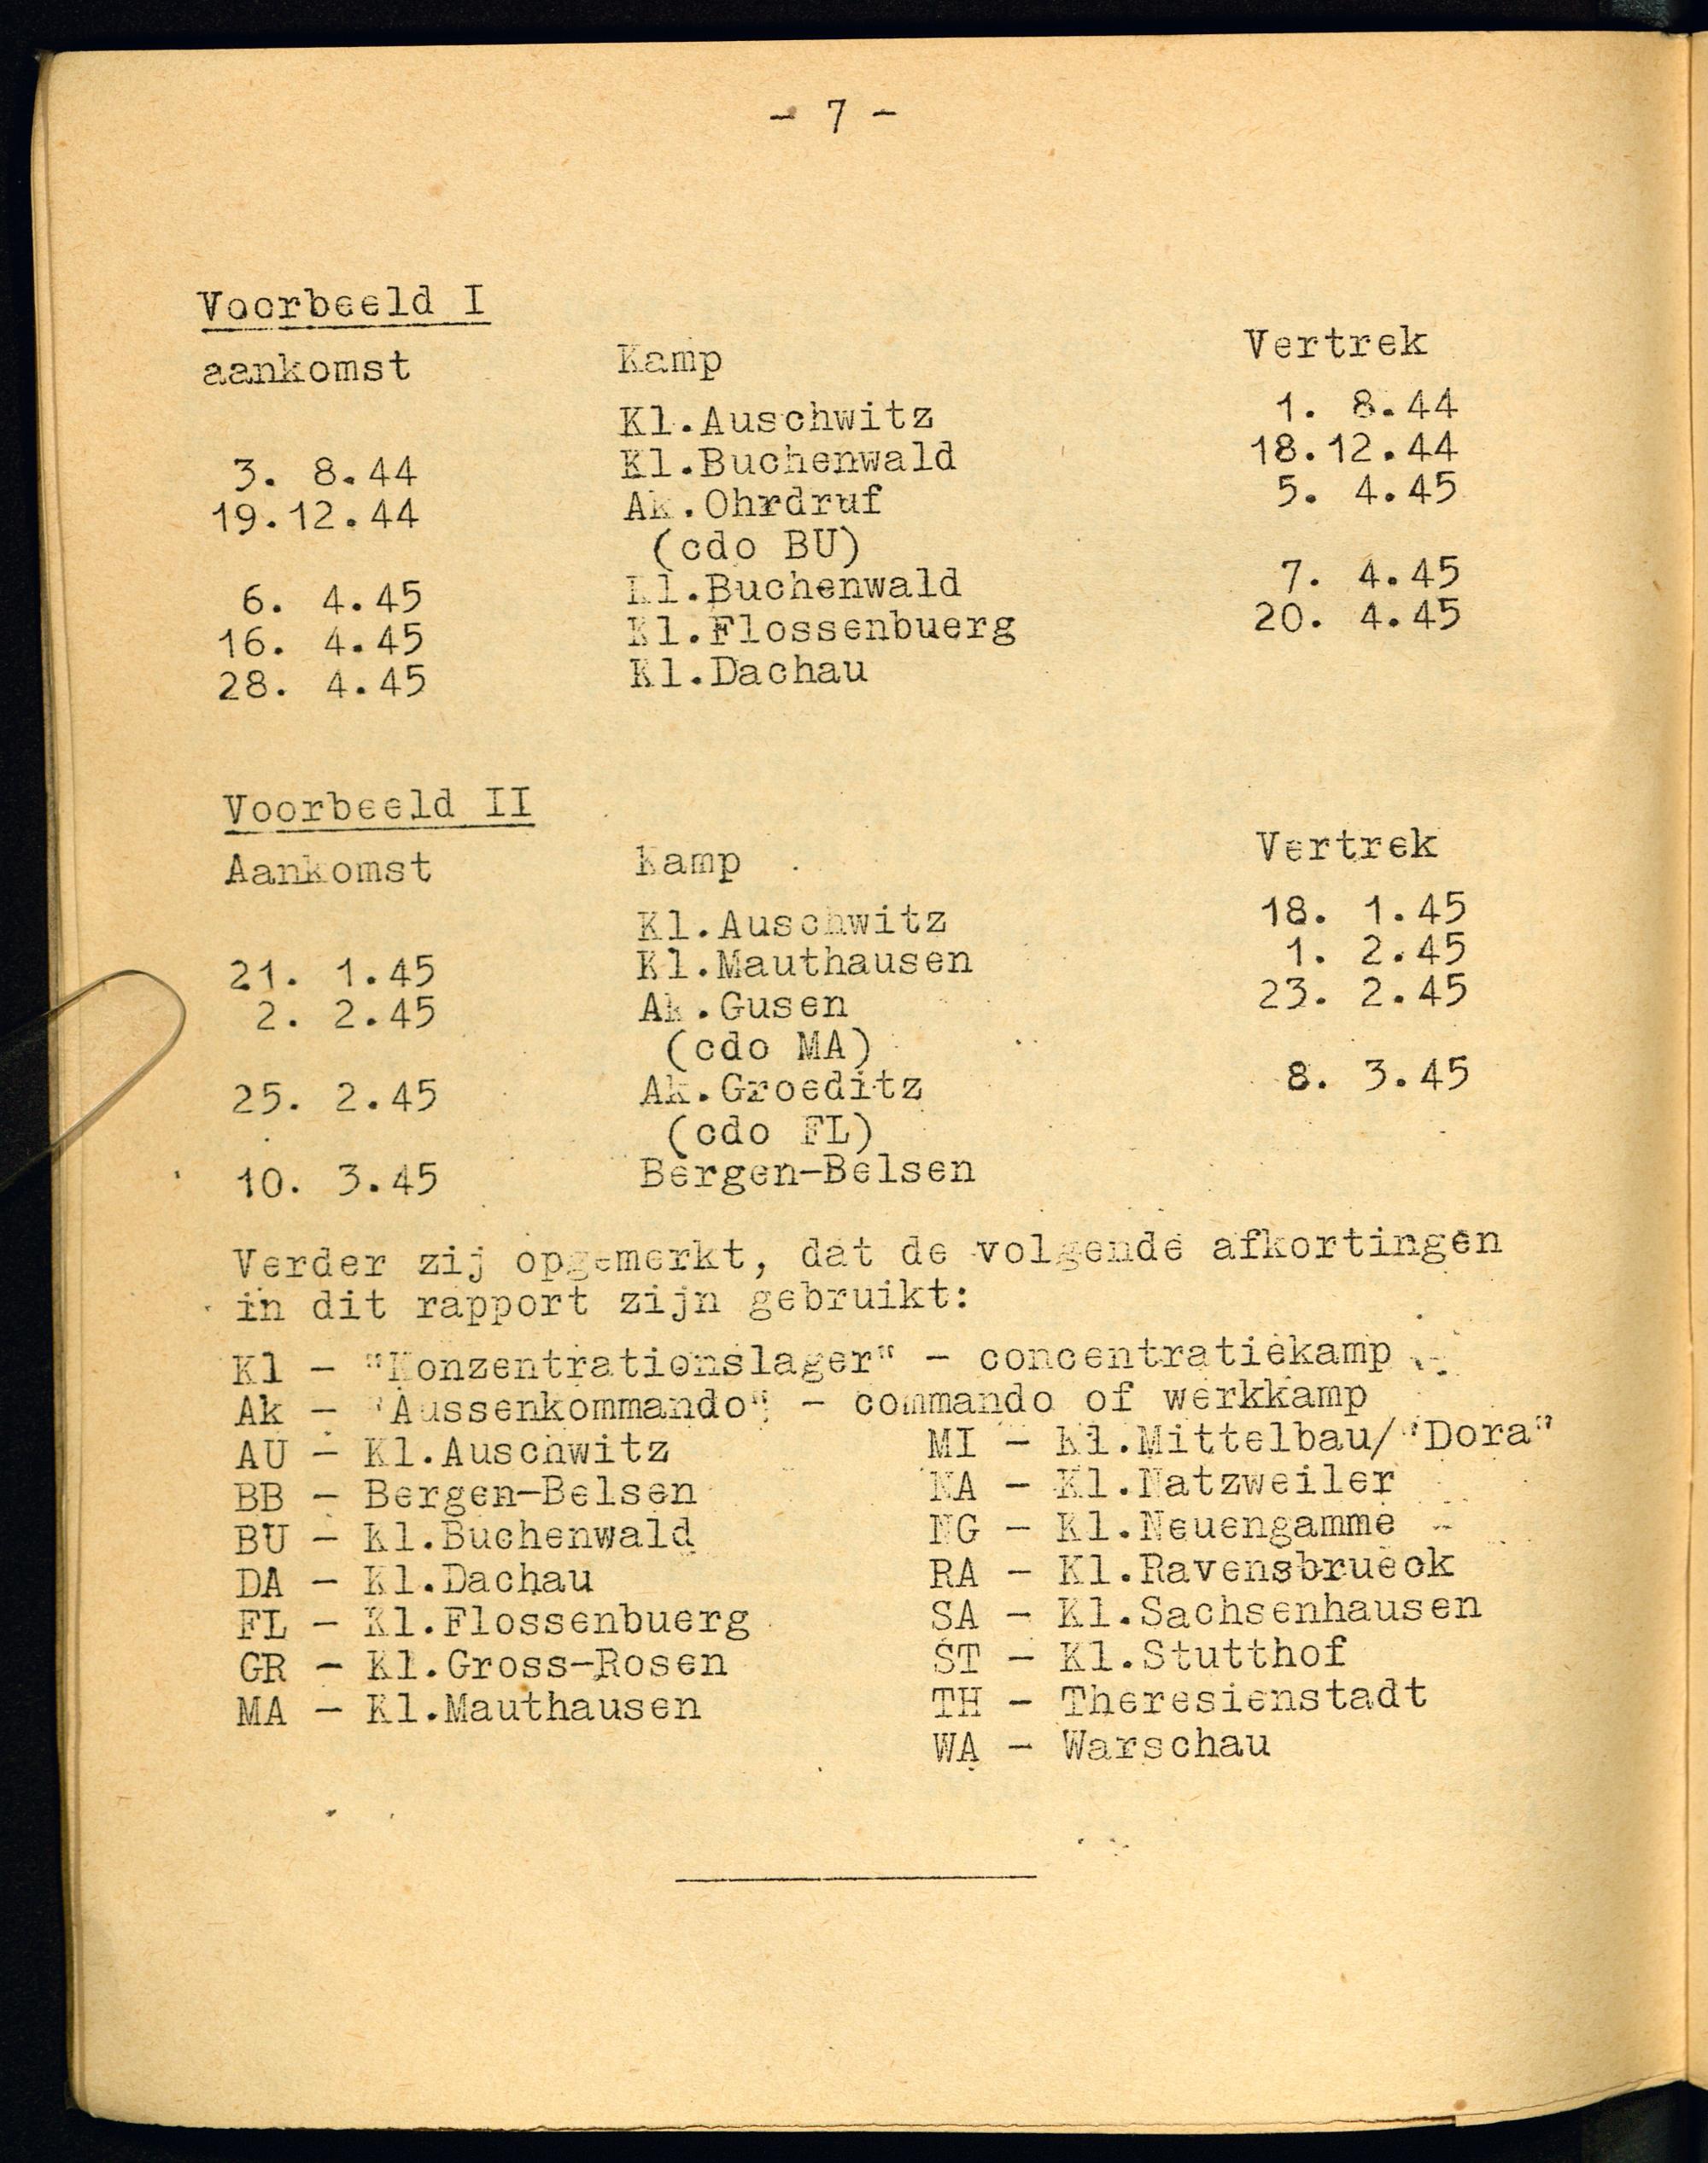 - 7 -
Voorbeeld I
aankomst Kamp Vertrek
Kl.Auschwitz 1. 8.44
3. 8.44 Kl.Buchenwald 18.12.44
19.12.44 Ak.Ohrdruf 5. 4.45
(cdo BU)
6. 4.45 Kl.Buchenwald 7. 4.45
16. 4.45 Kl.Flossenbuerg 20. 4.45
28. 4.45 Kl.Dachau
Voorbeeld II
Aankomst Kamp Vertrek
Kl.Auschwitz 18. 1.45
21. 1.45 Kl.Mauthausen 1. 2.45
2. 2.45 Ak.Gusen 23. 2.45
(cdo MA)
25. 2.45 Ak.Groeditz 8. 3.45
(cdo FL)
10. 3.45 Bergen-Belsen
Verder zij opgemerkt, dat de volgende afkortingen
in dit rapport zijn gebruikt:
Kl - "Konzentrationslager" - concentratiekamp
Ak - "Aussenkommando" - commando of werkkamp
AU - Kl.Auschwitz
BB - Bergen-Belsen
BU - Kl.Buchenwald
DA - Kl.Dachau
FL - Kl.Flossenbuerg
GR - Kl.Gross-Rosen
MA - Kl.Mauthausen
MI - Kl.Mittelbau/"Dora"
NA - Kl.Natzweiler
NG - Kl.Neuengamme
RA - Kl.Ravensbrueck
SA - Kl.Sachsenhausen
ST - Kl.Stutthof
TH - Theresienstadt
WA - Warschau